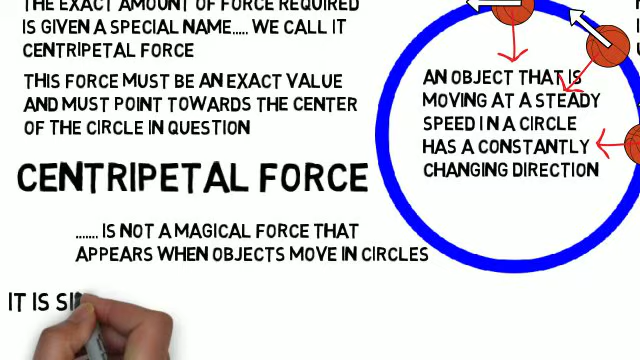 THE EXACT AMOUNT OF FORCE REQUIRED
IS GIVEN A SPECIAL NAME..... WE CALL IT
CENTRIPETAL FORCE
THIS FORCE MUST BE AN EXACT VALUE
AND MUST POINT TOWARDS THE CENTER
OF THE CIRCLE IN QUESTION
CENTRIPETAL FORCE
....... IS NOT A MAGICAL FORCE THAT
APPEARS WHEN OBJECTS MOVE IN CIRCLES
IT IS
AN OBJECT THAT IS
MOVING AT A STEADY
SPEED IN A CIRCLE
HAS A CONSTANTLY
CHANGING DIRECTION